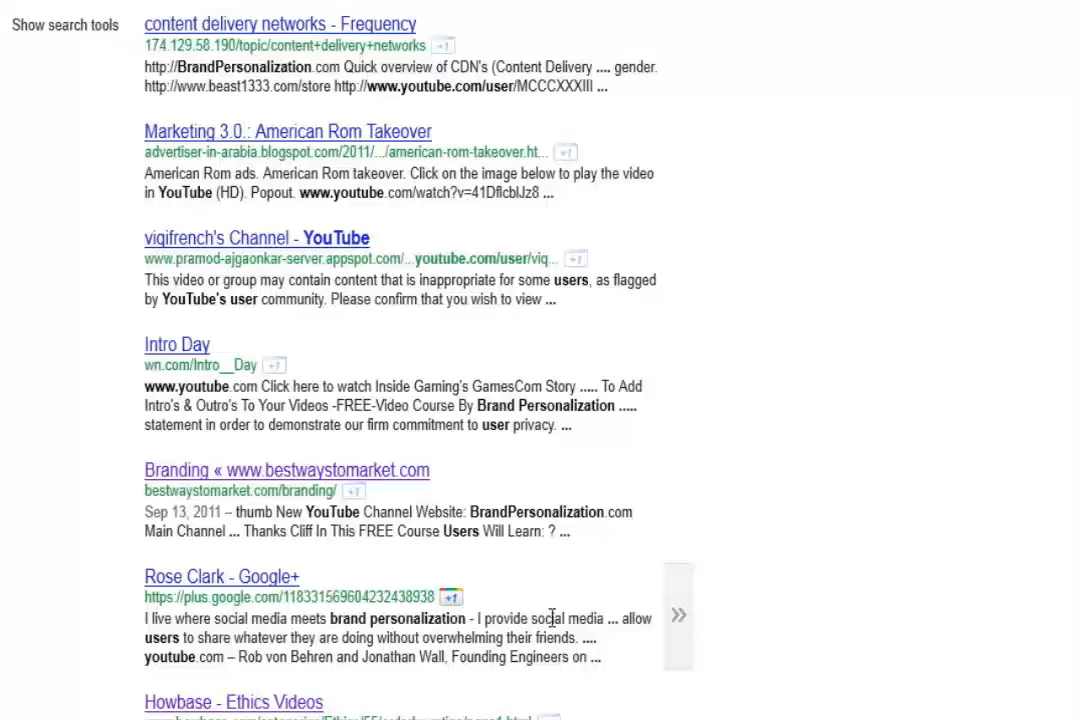 Show search tools
content delivery networks - Frequency
174.129.58.190/topic/content+delivery+networks +1
http://BrandPersonalization.com Quick overview of CDN's (Content Delivery .... gender.
http://www.beast1333.com/store http://www.youtube.com/user/MCCCXXXIII ...
Marketing 3.0.: American Rom Takeover
advertiser-in-arabia.blogspot.com/2011/.../american-rom-takeover.ht... +1
American Rom ads. American Rom takeover. Click on the image below to play the video
in YouTube (HD). Popout. www.youtube.com/watch?v=41DflcblJz8 ...
viqifrench's Channel - YouTube
www.pramod-ajgaonkar-server.appspot.com/...youtube.com/user/viq... +1
This video or group may contain content that is inappropriate for some users, as flagged
by YouTube's user community. Please confirm that you wish to view ...
Intro Day
wn.com/Intro__Day +1
www.youtube.com Click here to watch Inside Gaming's GamesCom Story ..... To Add
Intro's & Outro's To Your Videos -FREE-Video Course By Brand Personalization .....
statement in order to demonstrate our firm commitment to user privacy. ...
Branding « www.bestwaystomarket.com
bestwaystomarket.com/branding/ +1
Sep 13, 2011 – thumb New YouTube Channel Website: BrandPersonalization.com
Main Channel ... Thanks Cliff In This FREE Course Users Will Learn: ? ...
Rose Clark - Google+
https://plus.google.com/118331569604232438938 +1
I live where social media meets brand personalization - I provide social media ... allow
users to share whatever they are doing without overwhelming their friends. ....
youtube.com – Rob von Behren and Jonathan Wall, Founding Engineers on ...
Howbase - Ethics Videos